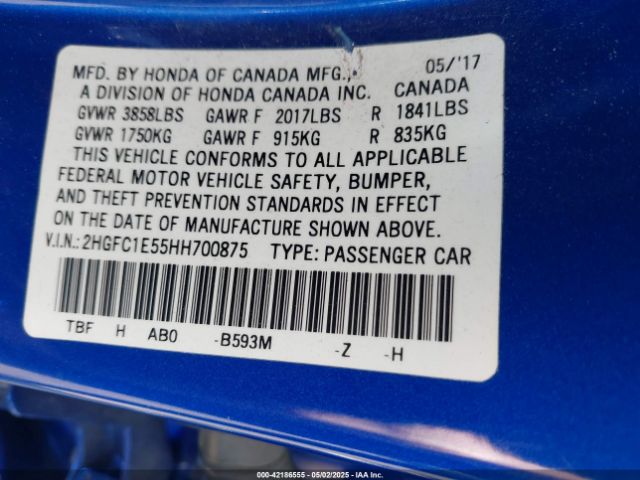 MFD. BY HONDA OF CANADA MFG., 05/'17
A DIVISION OF HONDA CANADA INC. CANADA
GVWR 3858LBS GAWR F 2017LBS R 1841LBS
GVWR 1750KG GAWR F 915KG R 835KG
THIS VEHICLE CONFORMS TO ALL APPLICABLE
FEDERAL MOTOR VEHICLE SAFETY, BUMPER,
AND THEFT PREVENTION STANDARDS IN EFFECT
ON THE DATE OF MANUFACTURE SHOWN ABOVE.
V.I.N.: 2HGFC1E55HH700875 TYPE: PASSENGER CAR
TBF H AB0 -B593M -Z -H
000-42186555 - 05/02/2025 - IAA Inc.